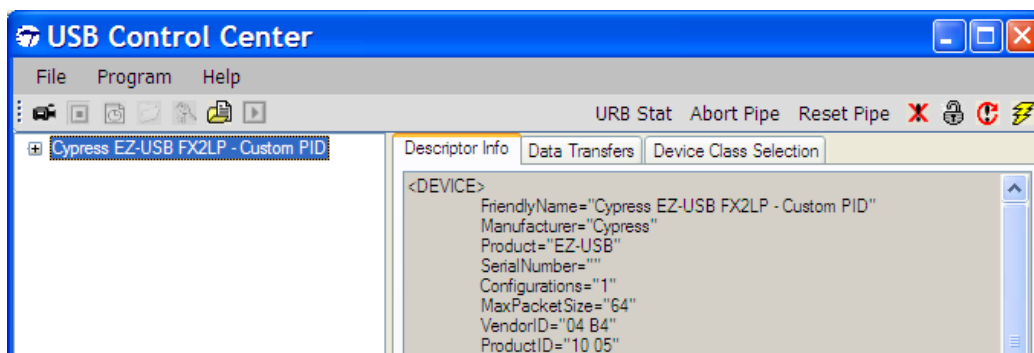 USB Control Center
File Program Help
URB Stat Abort Pipe Reset Pipe
Cypress EZ-USB FX2LP - Custom PID
Descriptor Info Data Transfers Device Class Selection
<DEVICE>
FriendlyName="Cypress EZ-USB FX2LP - Custom PID"
Manufacturer="Cypress"
Product="EZ-USB"
SerialNumber=""
Configurations="1"
MaxPacketSize="64"
VendorID="04 B4"
ProductID="10 05"